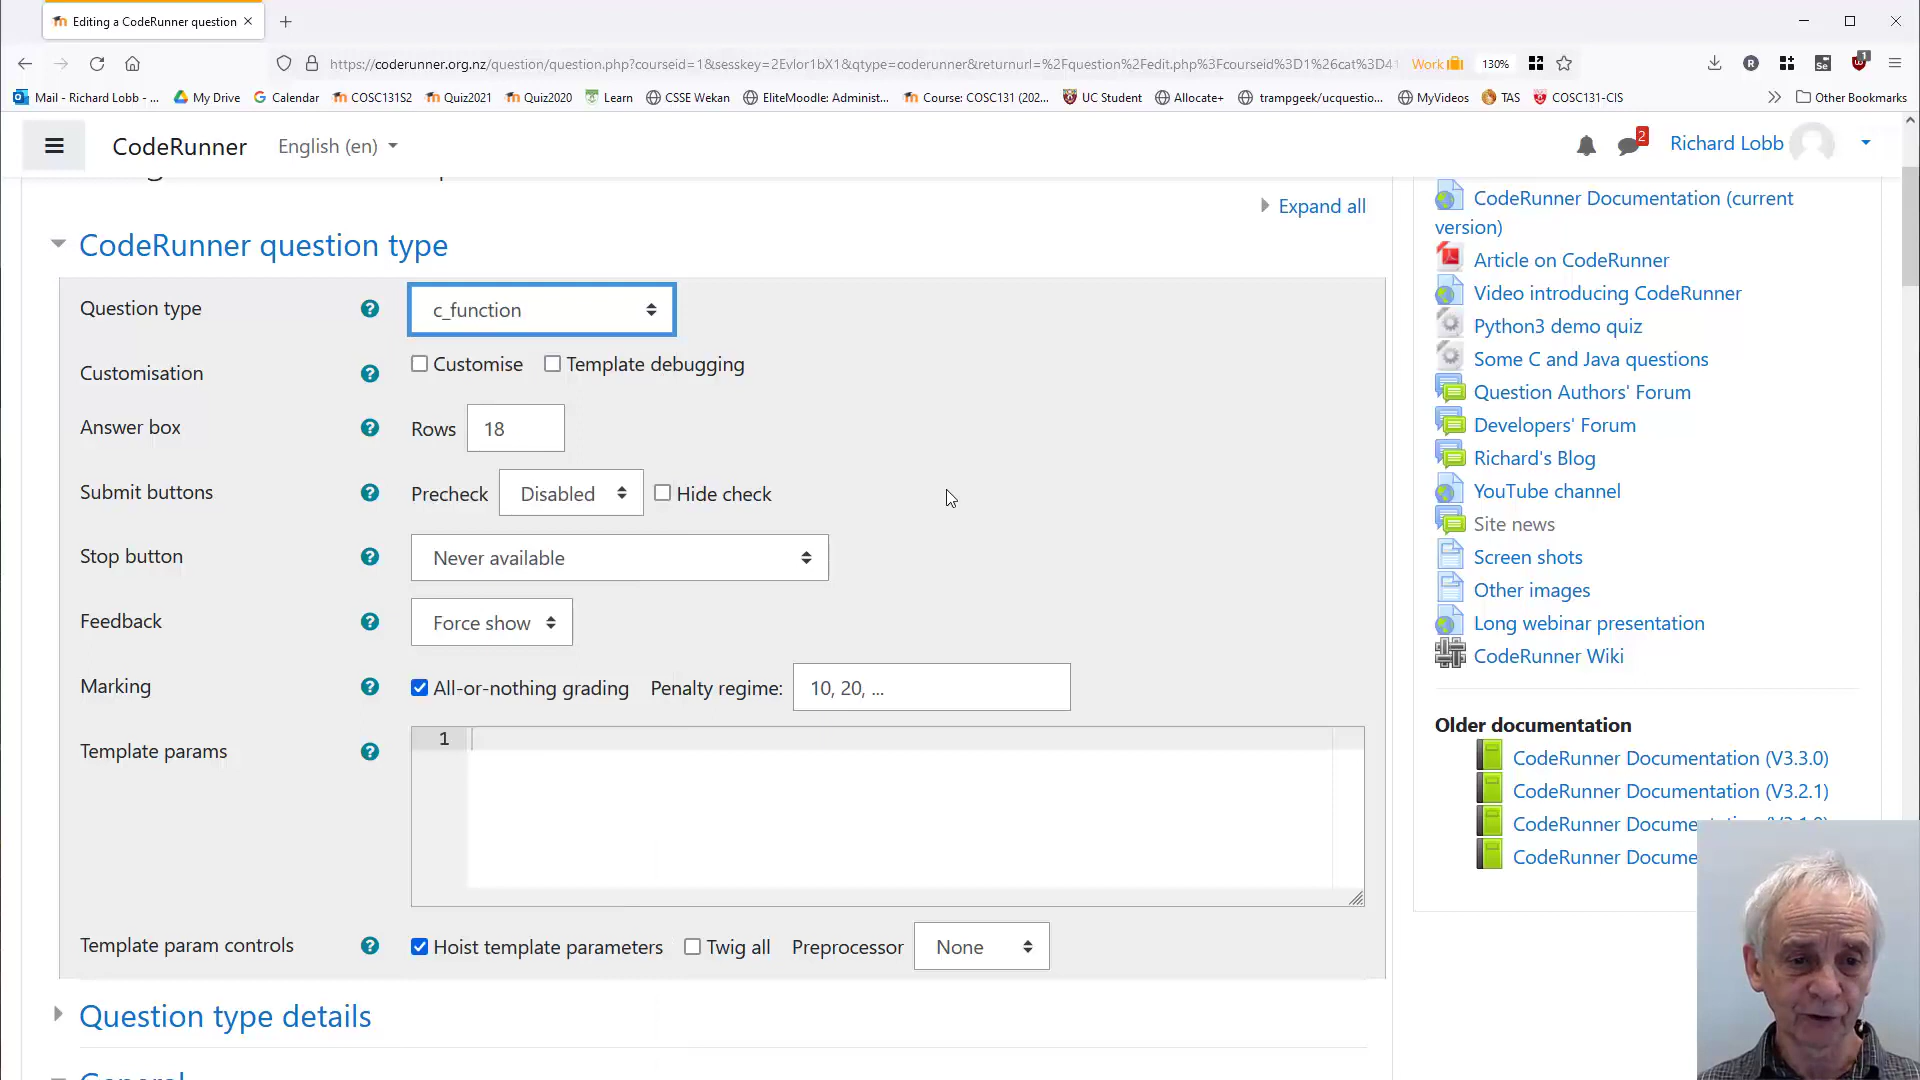 Editing a CodeRunner question
https://coderunner.org.nz/question/question.php?courseid=1&sesskey=2Evlor1bX1&qtype=coderunner&returnurl=%2Fquestion%2Fedit.php%3Fcourseid%3D1%26cat%3D41
Work
130%
1
Mail - Richard Lobb - ...
My Drive
Calendar
COSC131S2
Quiz2021
Quiz2020
Learn
CSSE Wekan
EliteMoodle: Administ...
Course: COSC131 (202...
UC Student
Allocate+
trampgeek/ucquestio...
MyVideos
TAS
COSC131-CIS
Other Bookmarks
CodeRunner
English (en)
2
Richard Lobb
Expand all
CodeRunner question type
Question type
c_function
Customisation
Customise
Template debugging
Answer box
Rows
18
Submit buttons
Precheck
Disabled
Hide check
Stop button
Never available
Feedback
Force show
Marking
All-or-nothing grading
Penalty regime:
10, 20, ...
Template params
1
Template param controls
Hoist template parameters
Twig all
Preprocessor
None
Question type details
General
CodeRunner Documentation (current
version)
Article on CodeRunner
Video introducing CodeRunner
Python3 demo quiz
Some C and Java questions
Question Authors' Forum
Developers' Forum
Richard's Blog
YouTube channel
Site news
Screen shots
Other images
Long webinar presentation
CodeRunner Wiki
Older documentation
CodeRunner Documentation (V3.3.0)
CodeRunner Documentation (V3.2.1)
CodeRunner
CodeRunner